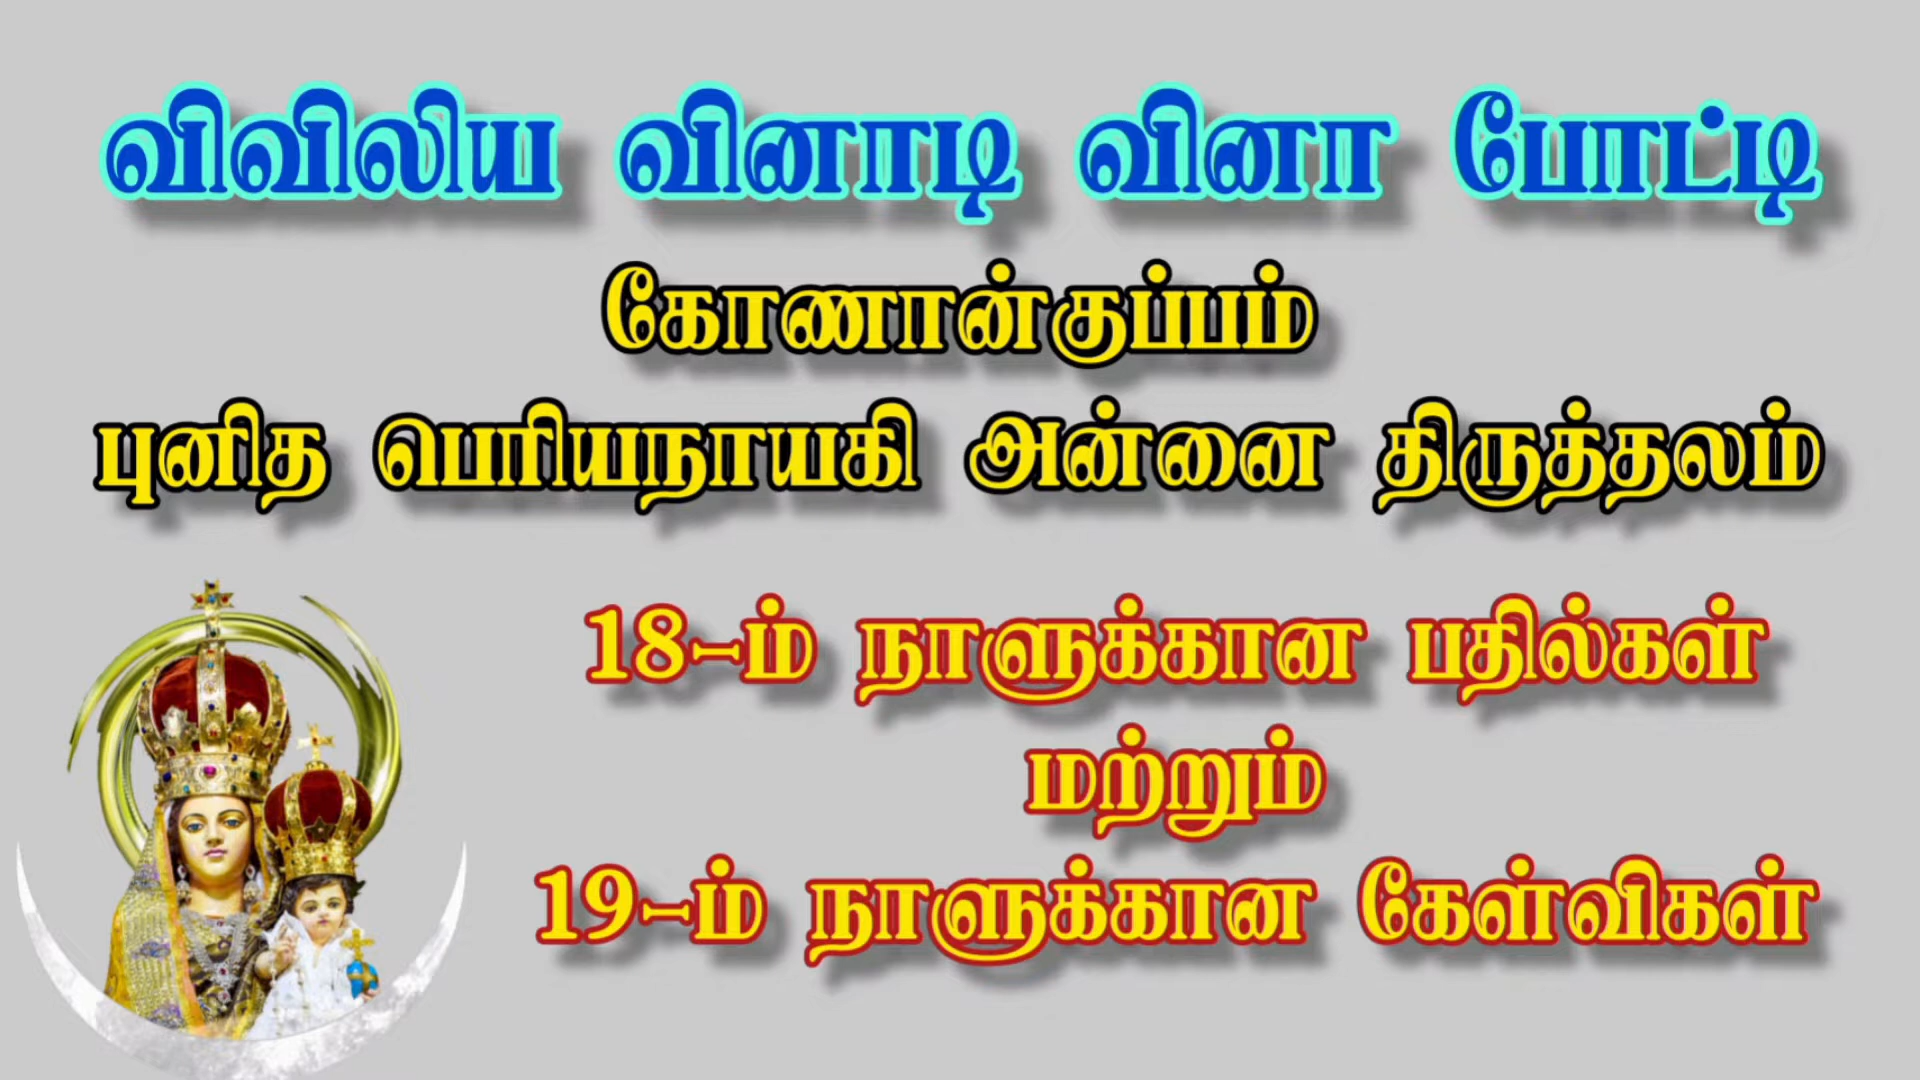 விவிலிய வினாடி வினா போட்டி
கோணான்குப்பம்
புனித பெரியநாயகி அன்னை திருத்தலம்
18-ம் நாளுக்கான பதில்கள்
மற்றும்
19-ம் நாளுக்கான கேள்விகள்